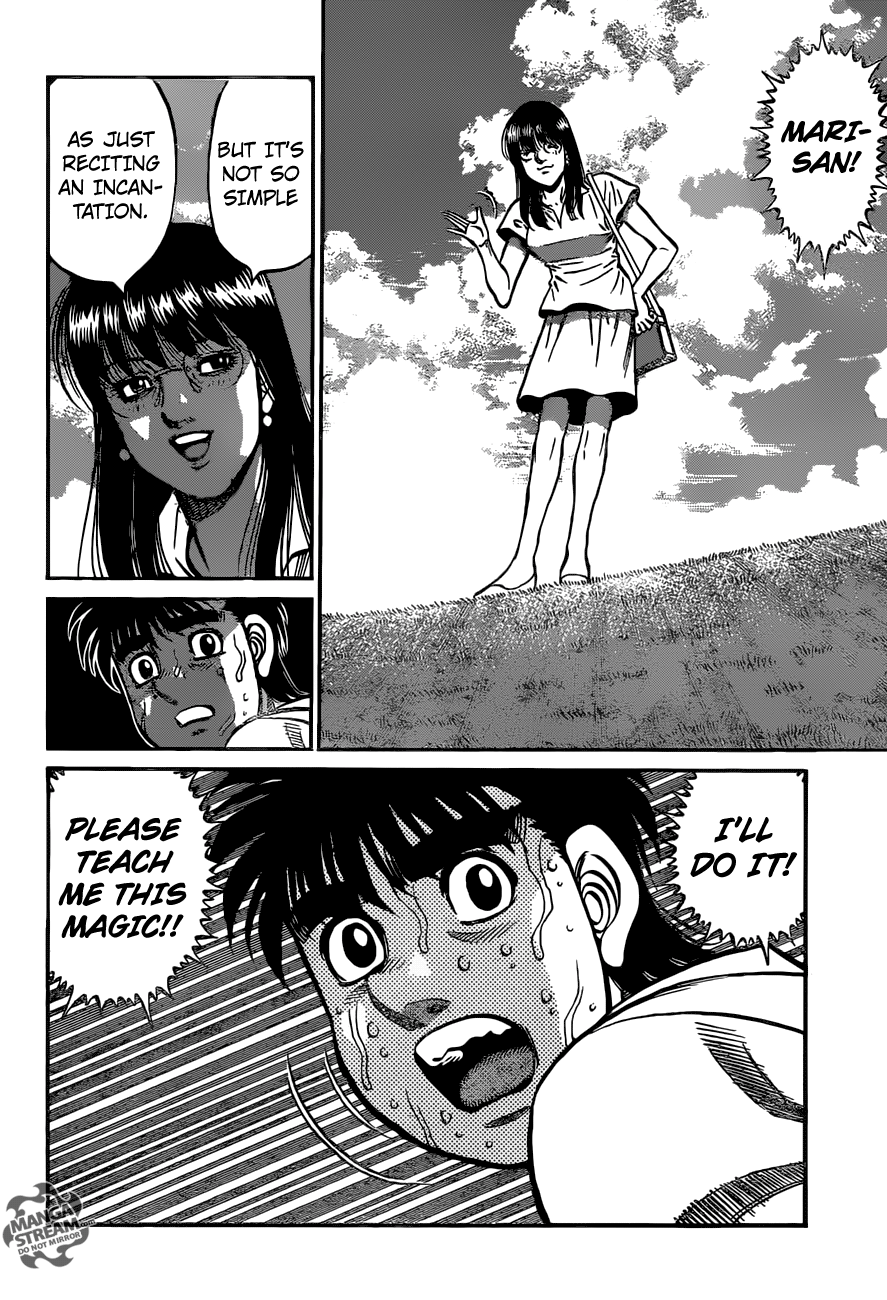 MARI-
SAN!
BUT IT'S
NOT SO
SIMPLE
AS JUST
RECITING
AN INCAN-
TATION.
I'LL
DO IT!
PLEASE
TEACH
ME THIS
MAGIC!!
MANGA
STREAM.com
DO NOT MIRROR